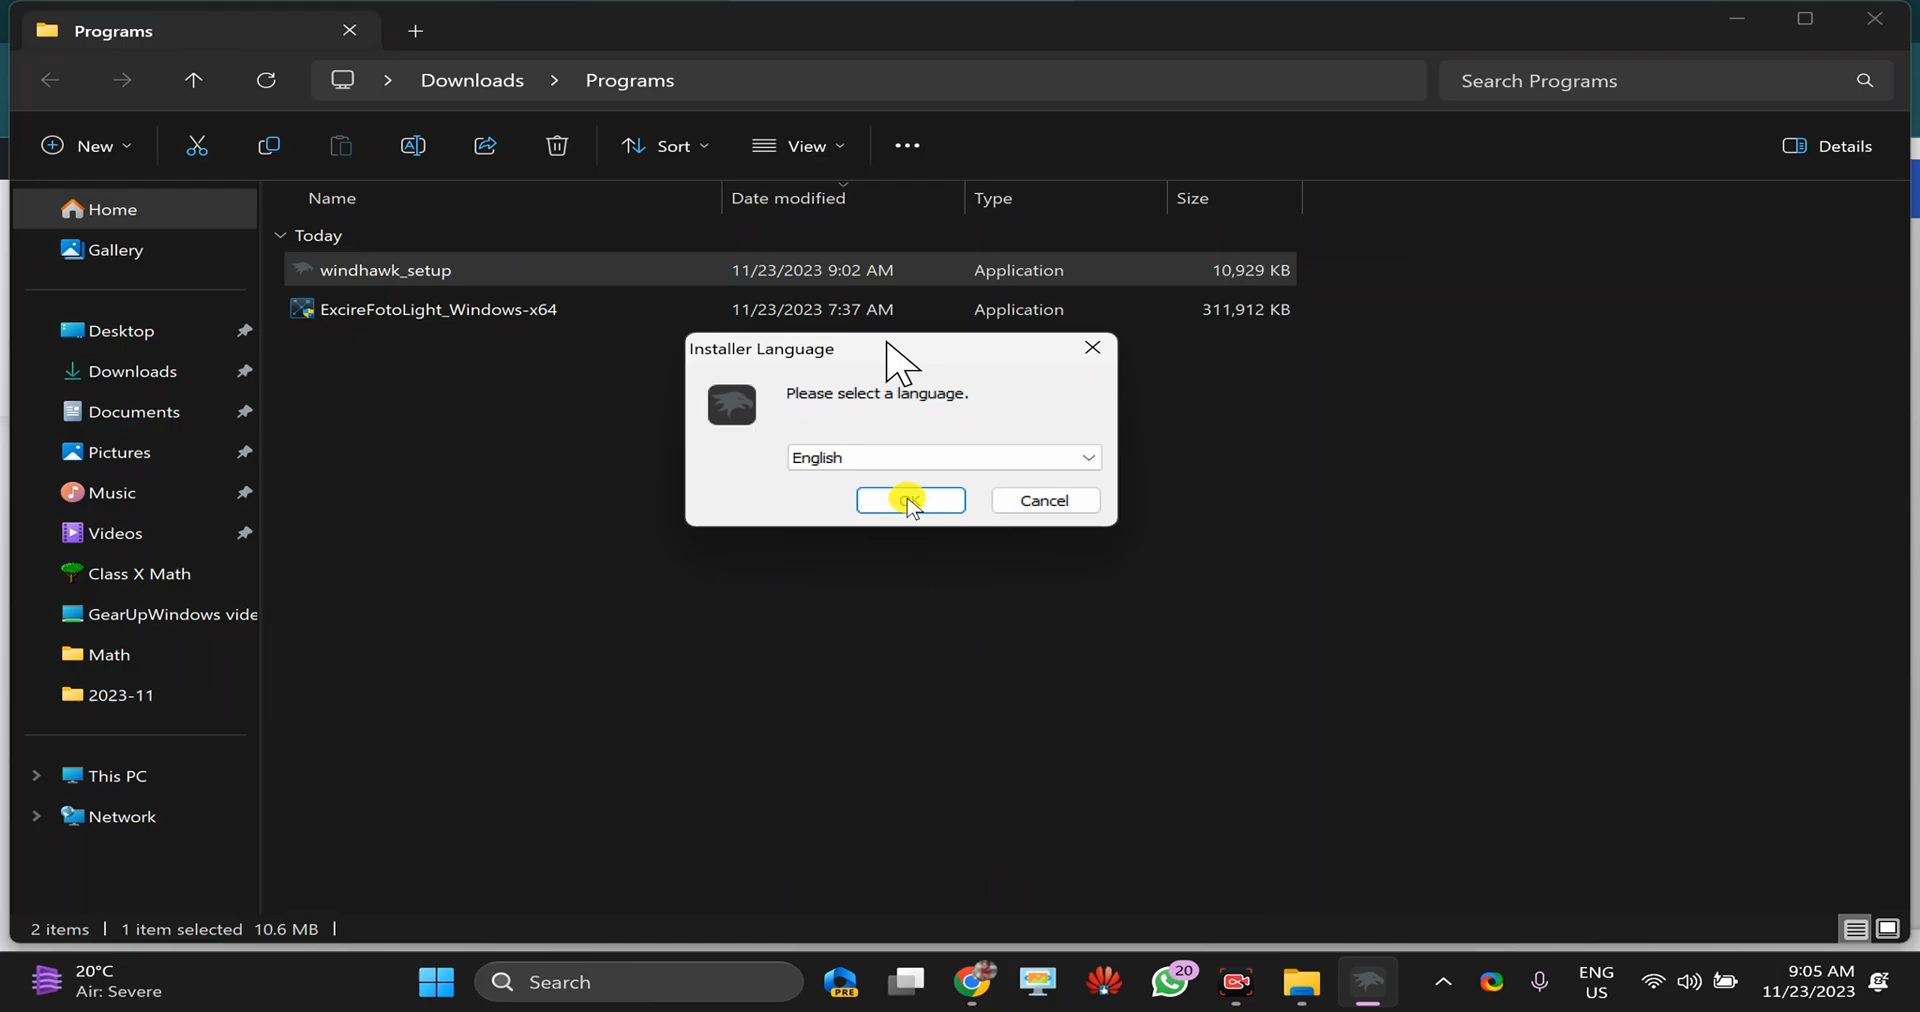 Programs
Downloads > Programs
Search Programs
New
Sort
View
Details
Name
Date modified
Type
Size
Home
Gallery
Desktop
Downloads
Documents
Pictures
Music
Videos
Class X Math
GearUpWindows vide
Math
2023-11
This PC
Network
Today
windhawk_setup 11/23/2023 9:02 AM Application 10,929 KB
ExcireFotoLight_Windows-x64 11/23/2023 7:37 AM Application 311,912 KB
Installer Language
Please select a language.
English
OK
Cancel
2 items
1 item selected 10.6 MB
20°C
Air: Severe
Search
PRE
20
ENG
US
9:05 AM
11/23/2023